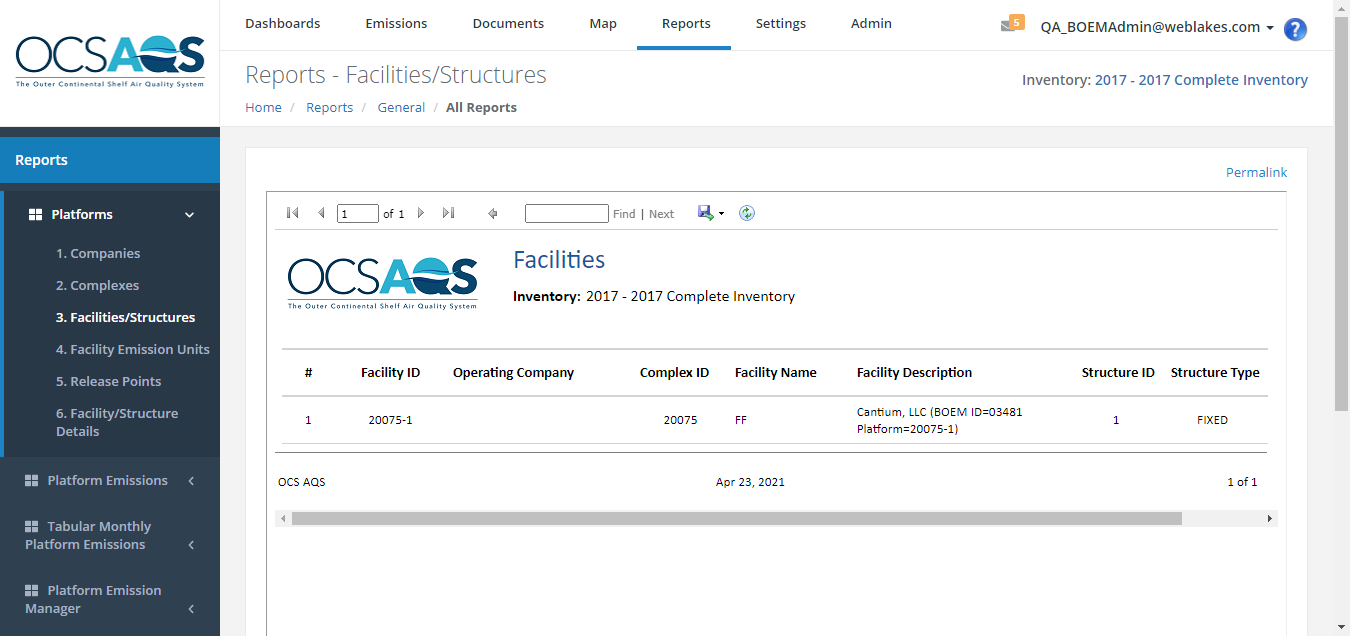 OCSAQS
The Outer Continental Shelf Air Quality System
Dashboards Emissions Documents Map Reports Settings Admin
5 QA_BOEMAdmin@weblakes.com ?
Reports - Facilities/Structures
Inventory: 2017 - 2017 Complete Inventory
Home / Reports / General / All Reports
Reports
Platforms
1. Companies
2. Complexes
3. Facilities/Structures
4. Facility Emission Units
5. Release Points
6. Facility/Structure
Details
Platform Emissions
Tabular Monthly
Platform Emissions
Platform Emission
Manager
Permalink
1 of 1 Find | Next
OCSAQS
The Outer Continental Shelf Air Quality System
Facilities
Inventory: 2017 - 2017 Complete Inventory
# Facility ID Operating Company Complex ID Facility Name Facility Description Structure ID Structure Type
1 20075-1 20075 FF Cantium, LLC (BOEM ID=03481 1 FIXED
Platform=20075-1)
OCS AQS Apr 23, 2021 1 of 1